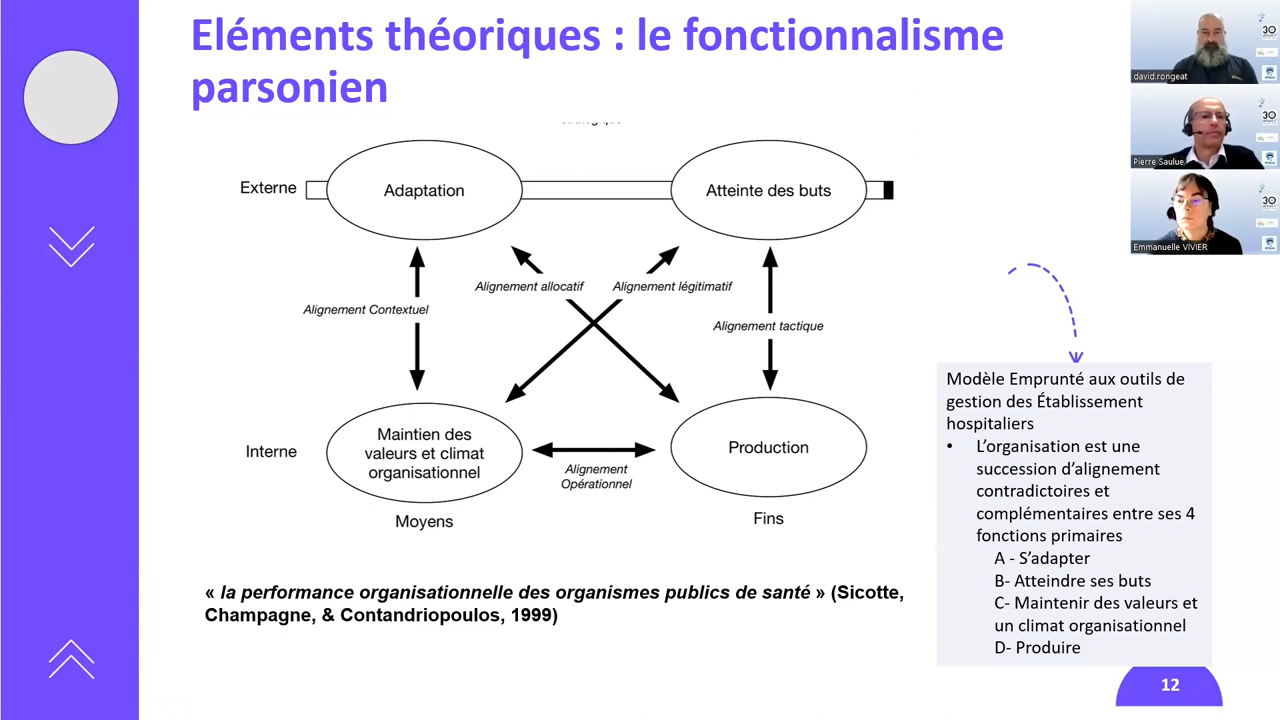 Eléments théoriques : le fonctionnalisme
parsonien
Externe
Adaptation
Atteinte des buts
Alignement allocatif
Alignement légitimatif
Alignement Contextuel
Alignement tactique
Maintien des
valeurs et climat
organisationnel
Interne
Production
Alignement
Opérationnel
Moyens
Fins
« la performance organisationnelle des organismes publics de santé » (Sicotte,
Champagne, & Contandriopoulos, 1999)
Modèle Emprunté aux outils de
gestion des Établissement
hospitaliers
• L’organisation est une
succession d’alignement
contradictoires et
complémentaires entre ses 4
fonctions primaires
A - S’adapter
B- Atteindre ses buts
C- Maintenir des valeurs et
un climat organisationnel
D- Produire
12
david.rongeat
30
Pierre Saulue
30
Emmanuelle VIVIER
30